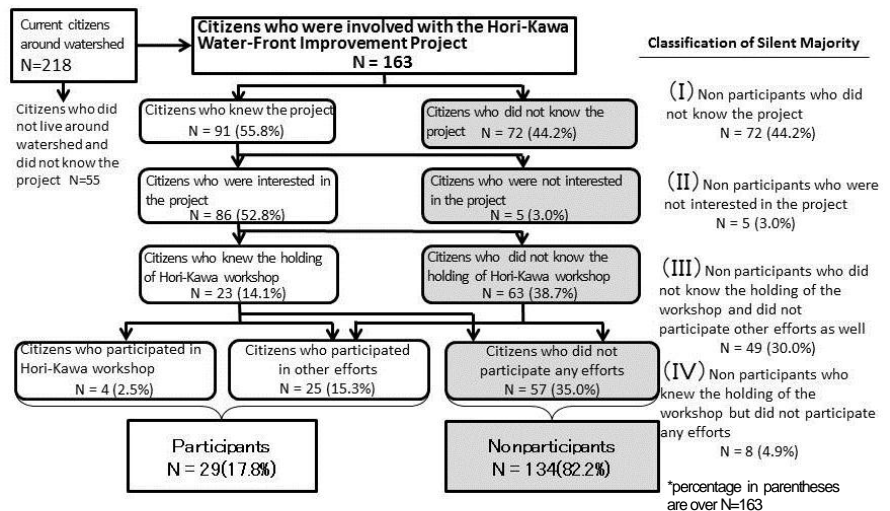 Current citizens
around watershed
N=218
Citizens who were involved with the Hori-Kawa
Water-Front Improvement Project
N = 163
Classification of Silent Majority
Citizens who did
not live around
watershed and
did not know the
project N=55
Citizens who knew the project
N = 91 (55.8%)
Citizens who did not know the
project
N = 72 (44.2%)
(Ⅰ) Non participants who did
not know the project
N = 72 (44.2%)
Citizens who were interested in
the project
N = 86 (52.8%)
Citizens who were not interested
in the project
N = 5 (3.0%)
(Ⅱ) Non participants who were
not interested in the project
N = 5 (3.0%)
Citizens who knew the holding
of Hori-Kawa workshop
N = 23 (14.1%)
Citizens who did not know the
holding of Hori-Kawa workshop
N = 63 (38.7%)
(Ⅲ) Non participants who did
not know the holding of the
workshop and did not
participate other efforts as well
N = 49 (30.0%)
Citizens who participated in
Hori-Kawa workshop
N = 4 (2.5%)
Citizens who participated
in other efforts
N = 25 (15.3%)
Citizens who did not
participate any efforts
N = 57 (35.0%)
(Ⅳ) Non participants who
knew the holding of the
workshop but did not participate
any efforts
N = 8 (4.9%)
Participants
N = 29(17.8%)
Nonparticipants
N = 134(82.2%)
*percentage in parentheses
are over N=163